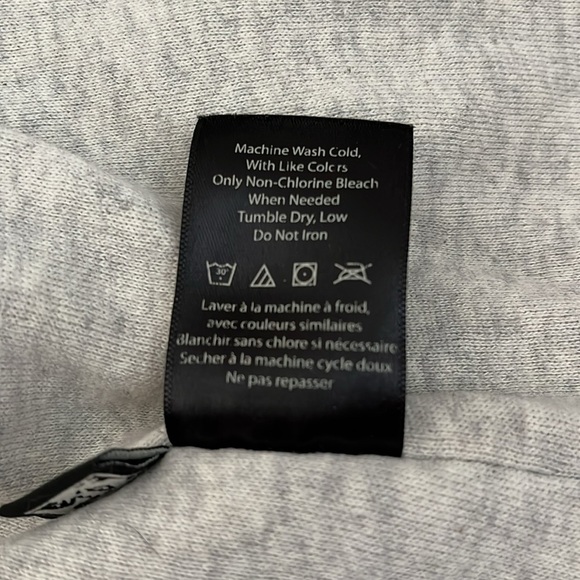 Machine Wash Cold,
With Like Colors
Only Non-Chlorine Bleach
When Needed
Tumble Dry, Low
Do Not Iron
30°
Laver à la machine à froid,
avec couleurs similaires
Blanchir sans chlore si nécessaire
Secher à la machine cycle doux
Ne pas repasser